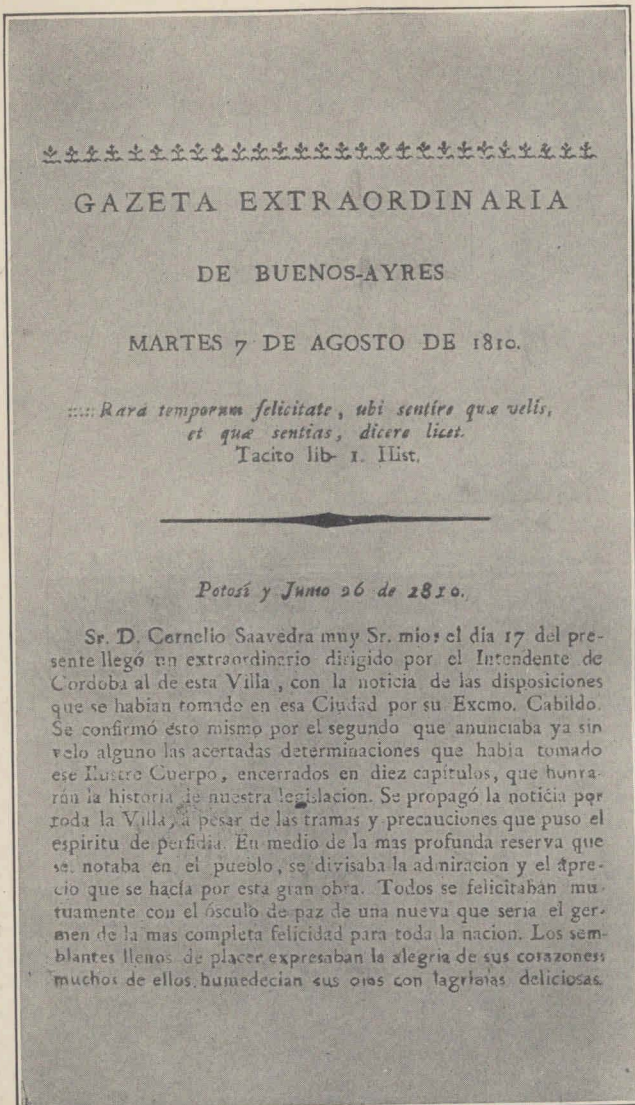 GAZETA EXTRAORDINARIA
DE BUENOS-AYRES
MARTES 7 DE AGOSTO DE 1810.
:::::Rara temporum felicitate, ubi sentire quæ velis,
et quæ sentias, dicere licet.
Tacito lib- 1. Hist.
Potosí y Junio 26 de 1810.
Sr. D. Cornelio Saavedra muy Sr. mio: el dia 17 del pre-
sente llegó un extraordinerio dirigido por el Intendente de
Cordoba al de esta Villa, con la noticia de las disposiciones
que se habian tomado en esa Ciudad por su Excmo. Cabildo.
Se confirmó ésto mismo por el segundo que anunciaba ya sin
velo alguno las acertadas determinaciones que habia tomado
ese Ilustre Cuerpo, encerrados en diez capitulos, que honra-
rán la historia de nuestra legislacion. Se propagó la noticia por
toda la Villa, á pesar de las tramas y precauciones que puso el
espiritu de perfidia. En medio de la mas profunda reserva que
se notaba en el pueblo, se divisaba la admiracion y el apre-
cio que se hacía por esta gran obra. Todos se felicitaban mu-
tuamente con el ósculo de paz de una nueva que seria el ger-
men de la mas completa felicidad para toda la nacion. Los sem-
blantes llenos de placer expresaban la alegria de sus corazones;
muchos de ellos humedecian sus ojos con lagrimas deliciosas.